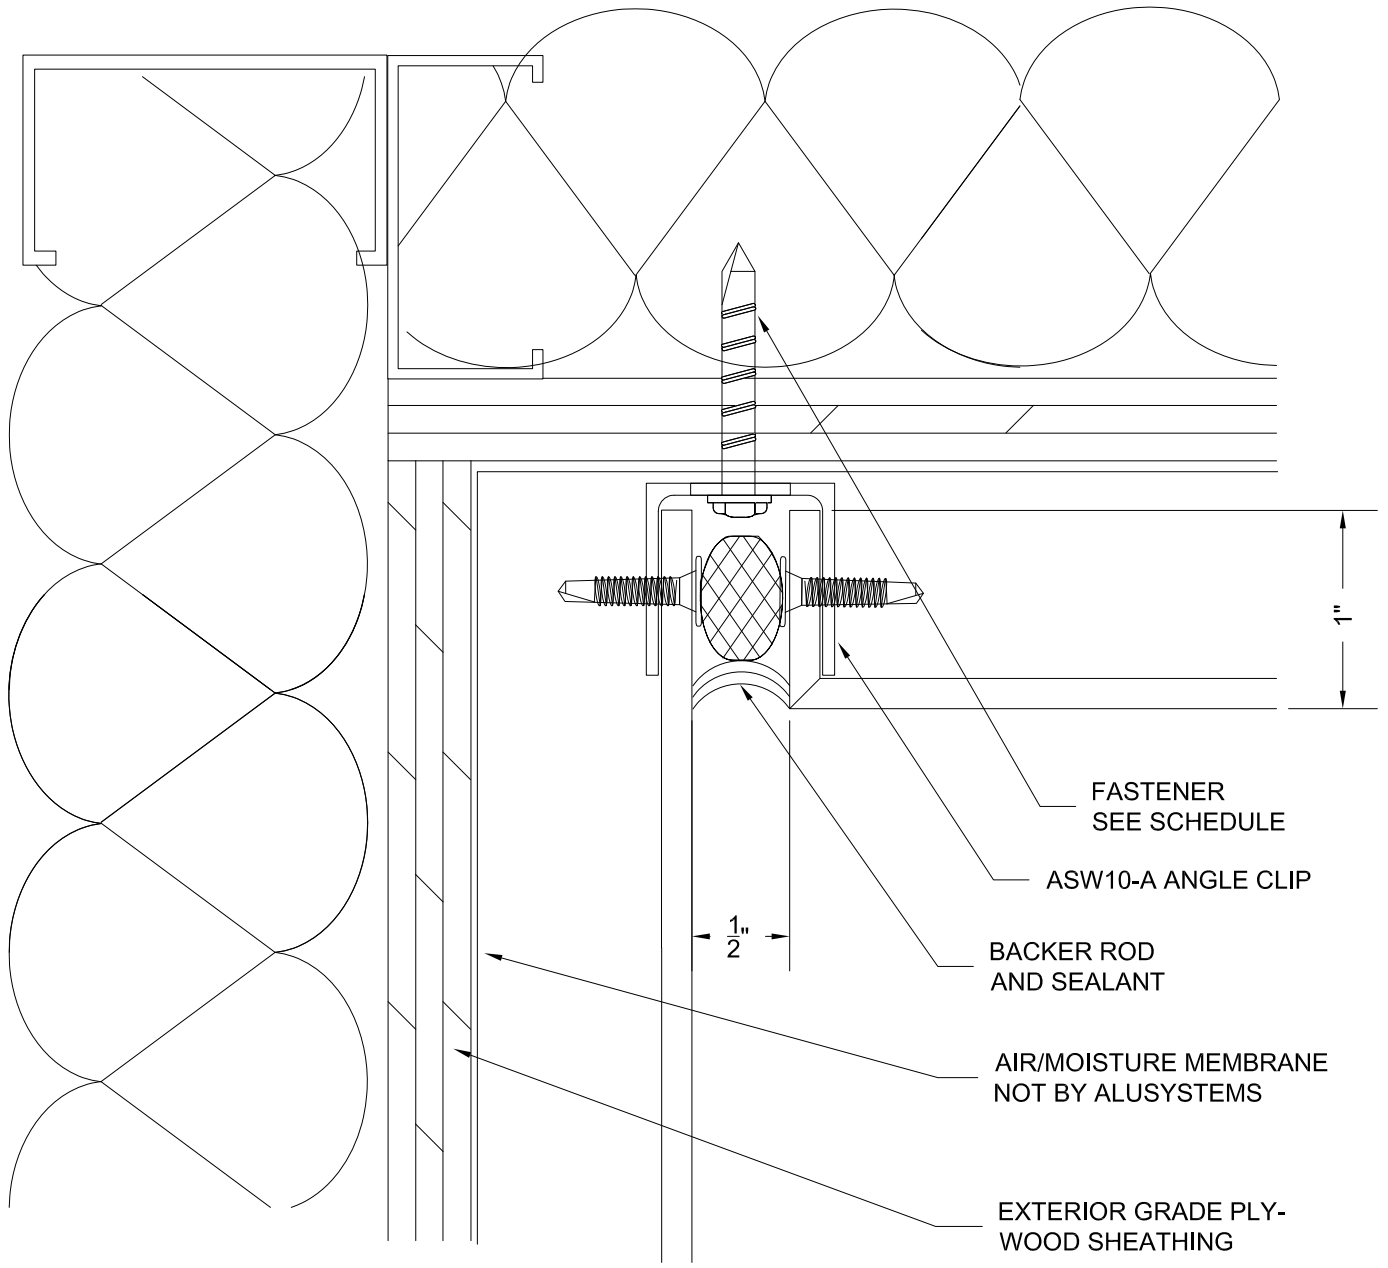 1"
FASTENER
SEE SCHEDULE
ASW10-A ANGLE CLIP
1/2"
BACKER ROD
AND SEALANT
AIR/MOISTURE MEMBRANE
NOT BY ALUSYSTEMS
EXTERIOR GRADE PLY-
WOOD SHEATHING